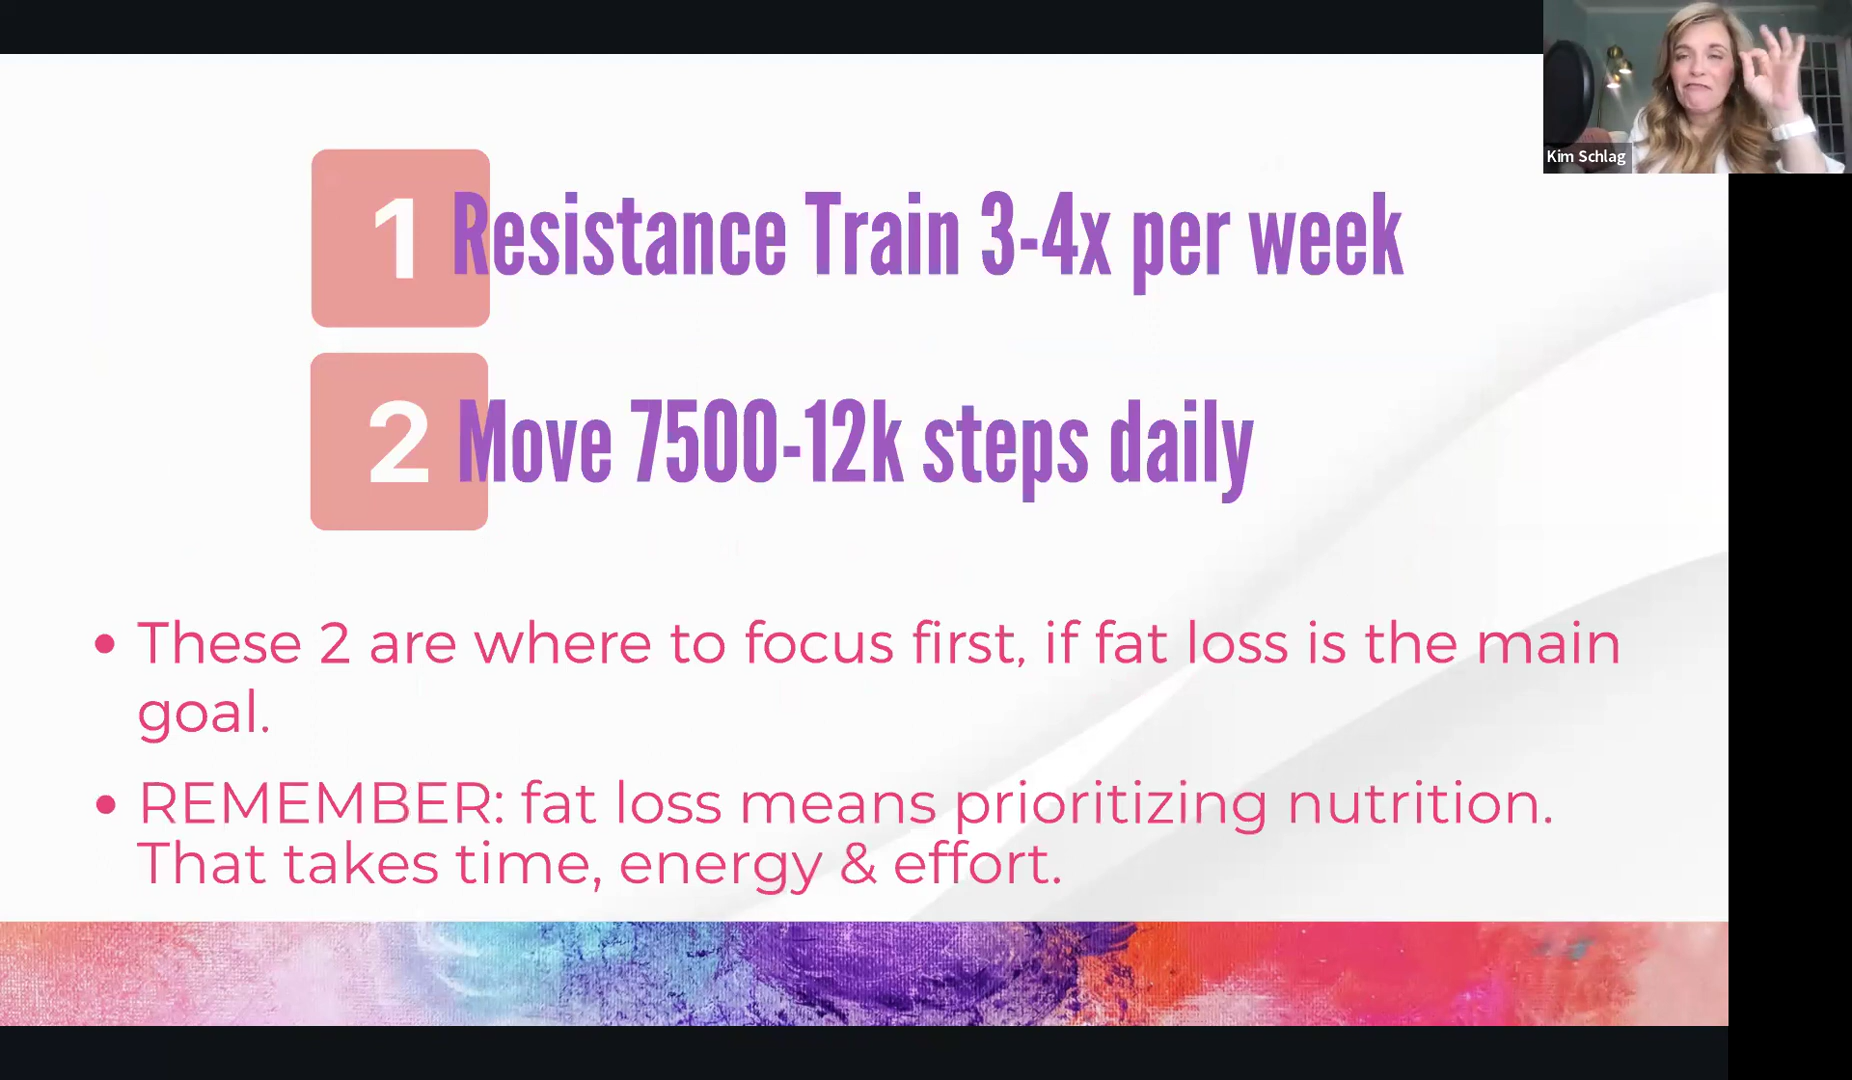 Kim Schlag
1 Resistance Train 3-4x per week
2 Move 7500-12k steps daily
• These 2 are where to focus first, if fat loss is the main
goal.
• REMEMBER: fat loss means prioritizing nutrition.
That takes time, energy & effort.